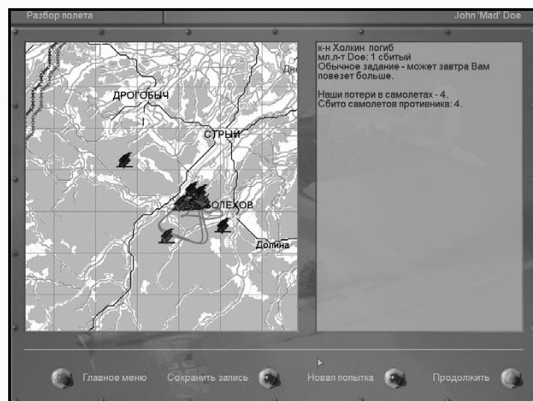 Разбор полета
John 'Mad' Doe
к-н Холкин погиб
мл.л-т Doe: 1 сбитый
Обычное задание - может завтра Вам
повезет больше.
Наши потери в самолетах - 4.
Сбито самолетов противника: 4.
ДРОГОБЫЧ
СТРЫЙ
БОЛЕХОВ
Долина
Главное меню
Сохранить запись
Новая попытка
Продолжить